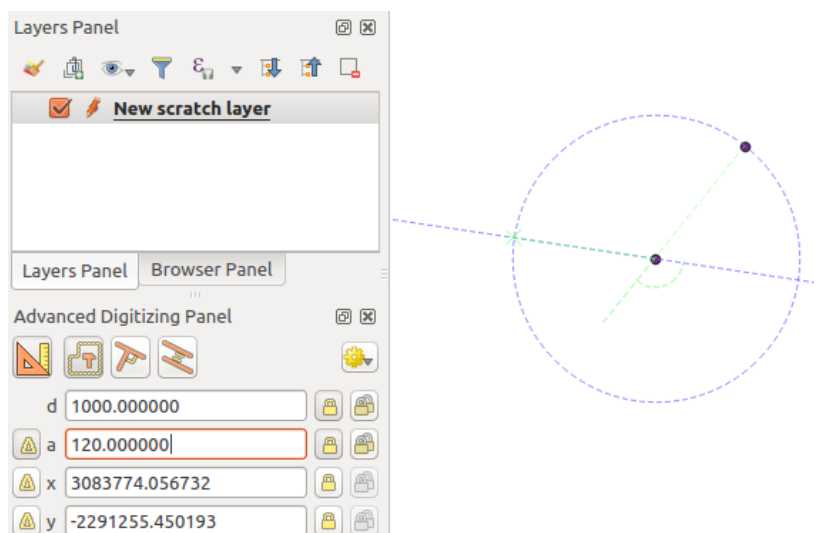 Layers Panel
New scratch layer
Layers Panel
Browser Panel
Advanced Digitizing Panel
d 1000.000000
a 120.000000
x 3083774.056732
y -2291255.450193